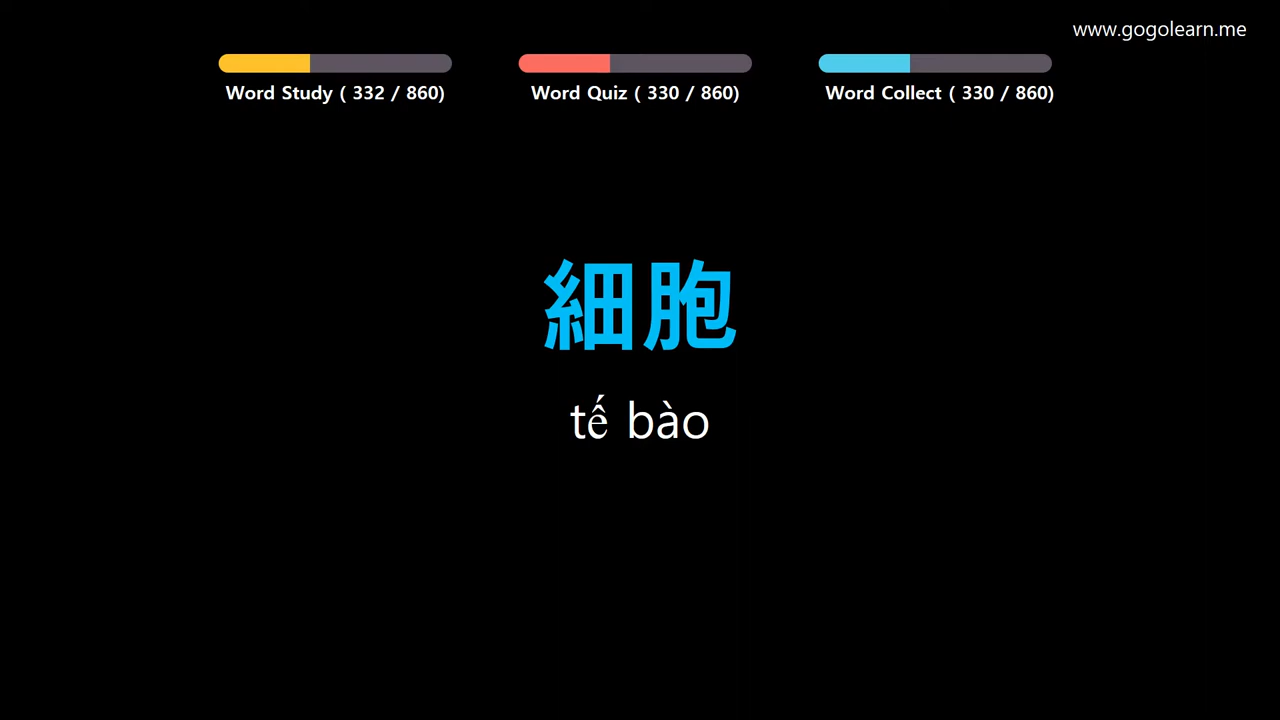 www.gogolearn.me
Word Study ( 332 / 860)
Word Quiz ( 330 / 860)
Word Collect ( 330 / 860)
細胞
tế bào